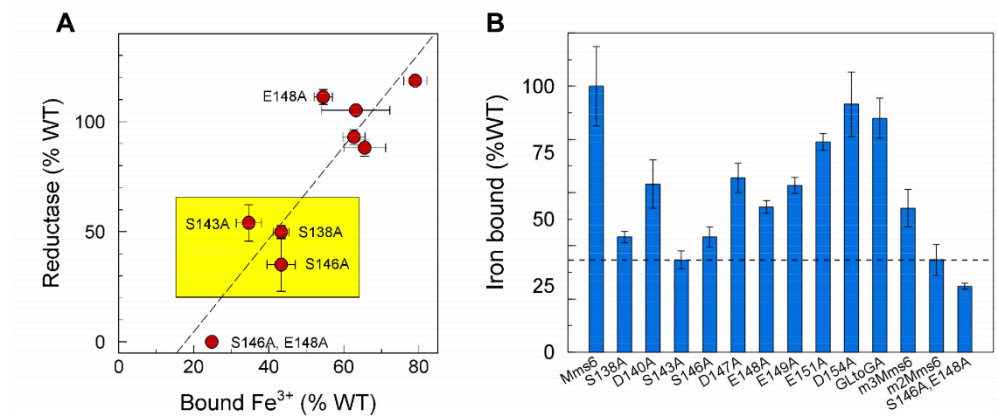 A
Reductase (% WT)
100
50
0
E148A
S143A
S138A
S146A
S146A, E148A
0
20
40
60
80
Bound Fe³⁺ (% WT)
B
Iron bound (%WT)
100
75
50
25
0
Mms6
S138A
D140A
S143A
S146A
D147A
E148A
E149A
E151A
D154A
GLtoGA
m3Mms6
m2Mms6
S146A,E148A